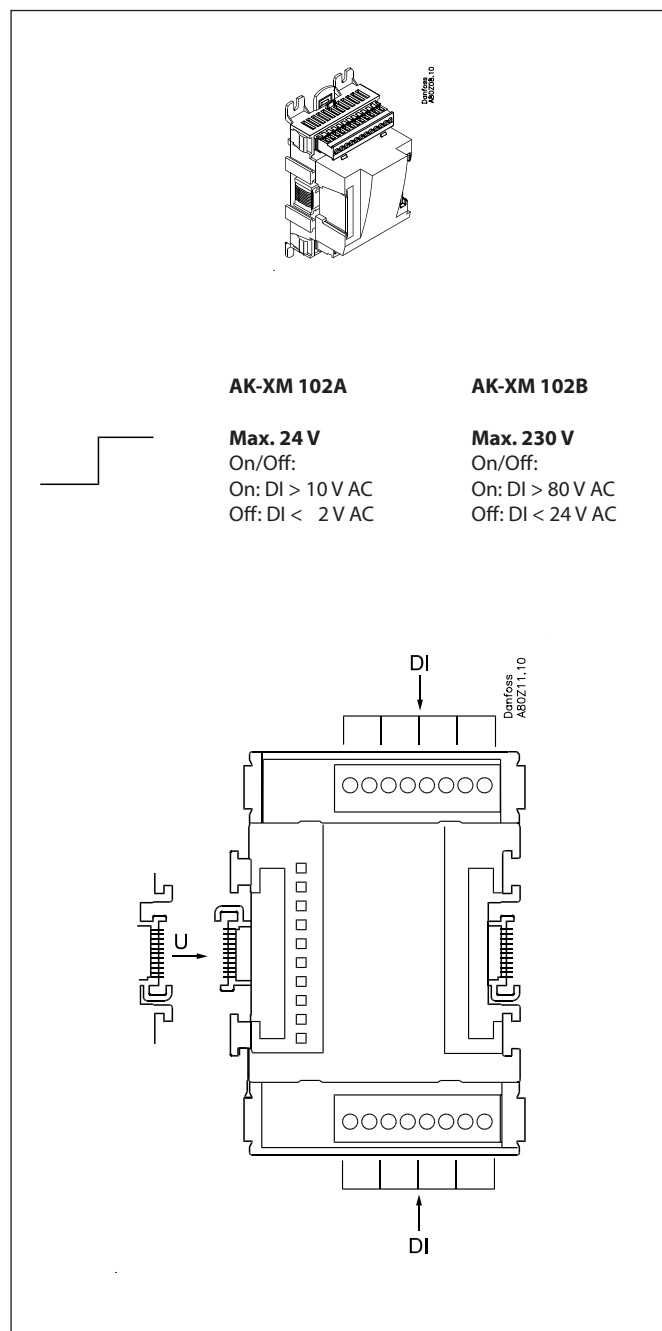 Danfoss
A80Z08.10
AK-XM 102A
Max. 24 V
On/Off:
On: DI > 10 V AC
Off: DI < 2 V AC
AK-XM 102B
Max. 230 V
On/Off:
On: DI > 80 V AC
Off: DI < 24 V AC
DI
Danfoss
A80Z11.10
U
DI